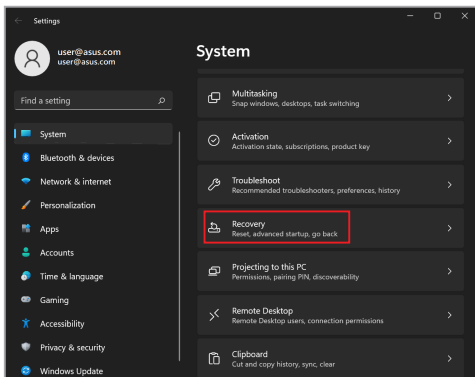 Settings
user@asus.com
user@asus.com
Find a setting
System
Bluetooth & devices
Network & internet
Personalization
Apps
Accounts
Time & language
Gaming
Accessibility
Privacy & security
Windows Update
System
Multitasking
Snap windows, desktops, task switching
Activation
Activation state, subscriptions, product key
Troubleshoot
Recommended troubleshooters, preferences, history
Recovery
Reset, advanced startup, go back
Projecting to this PC
Permissions, pairing PIN, discoverability
Remote Desktop
Remote Desktop users, connection permissions
Clipboard
Cut and copy history, sync, clear